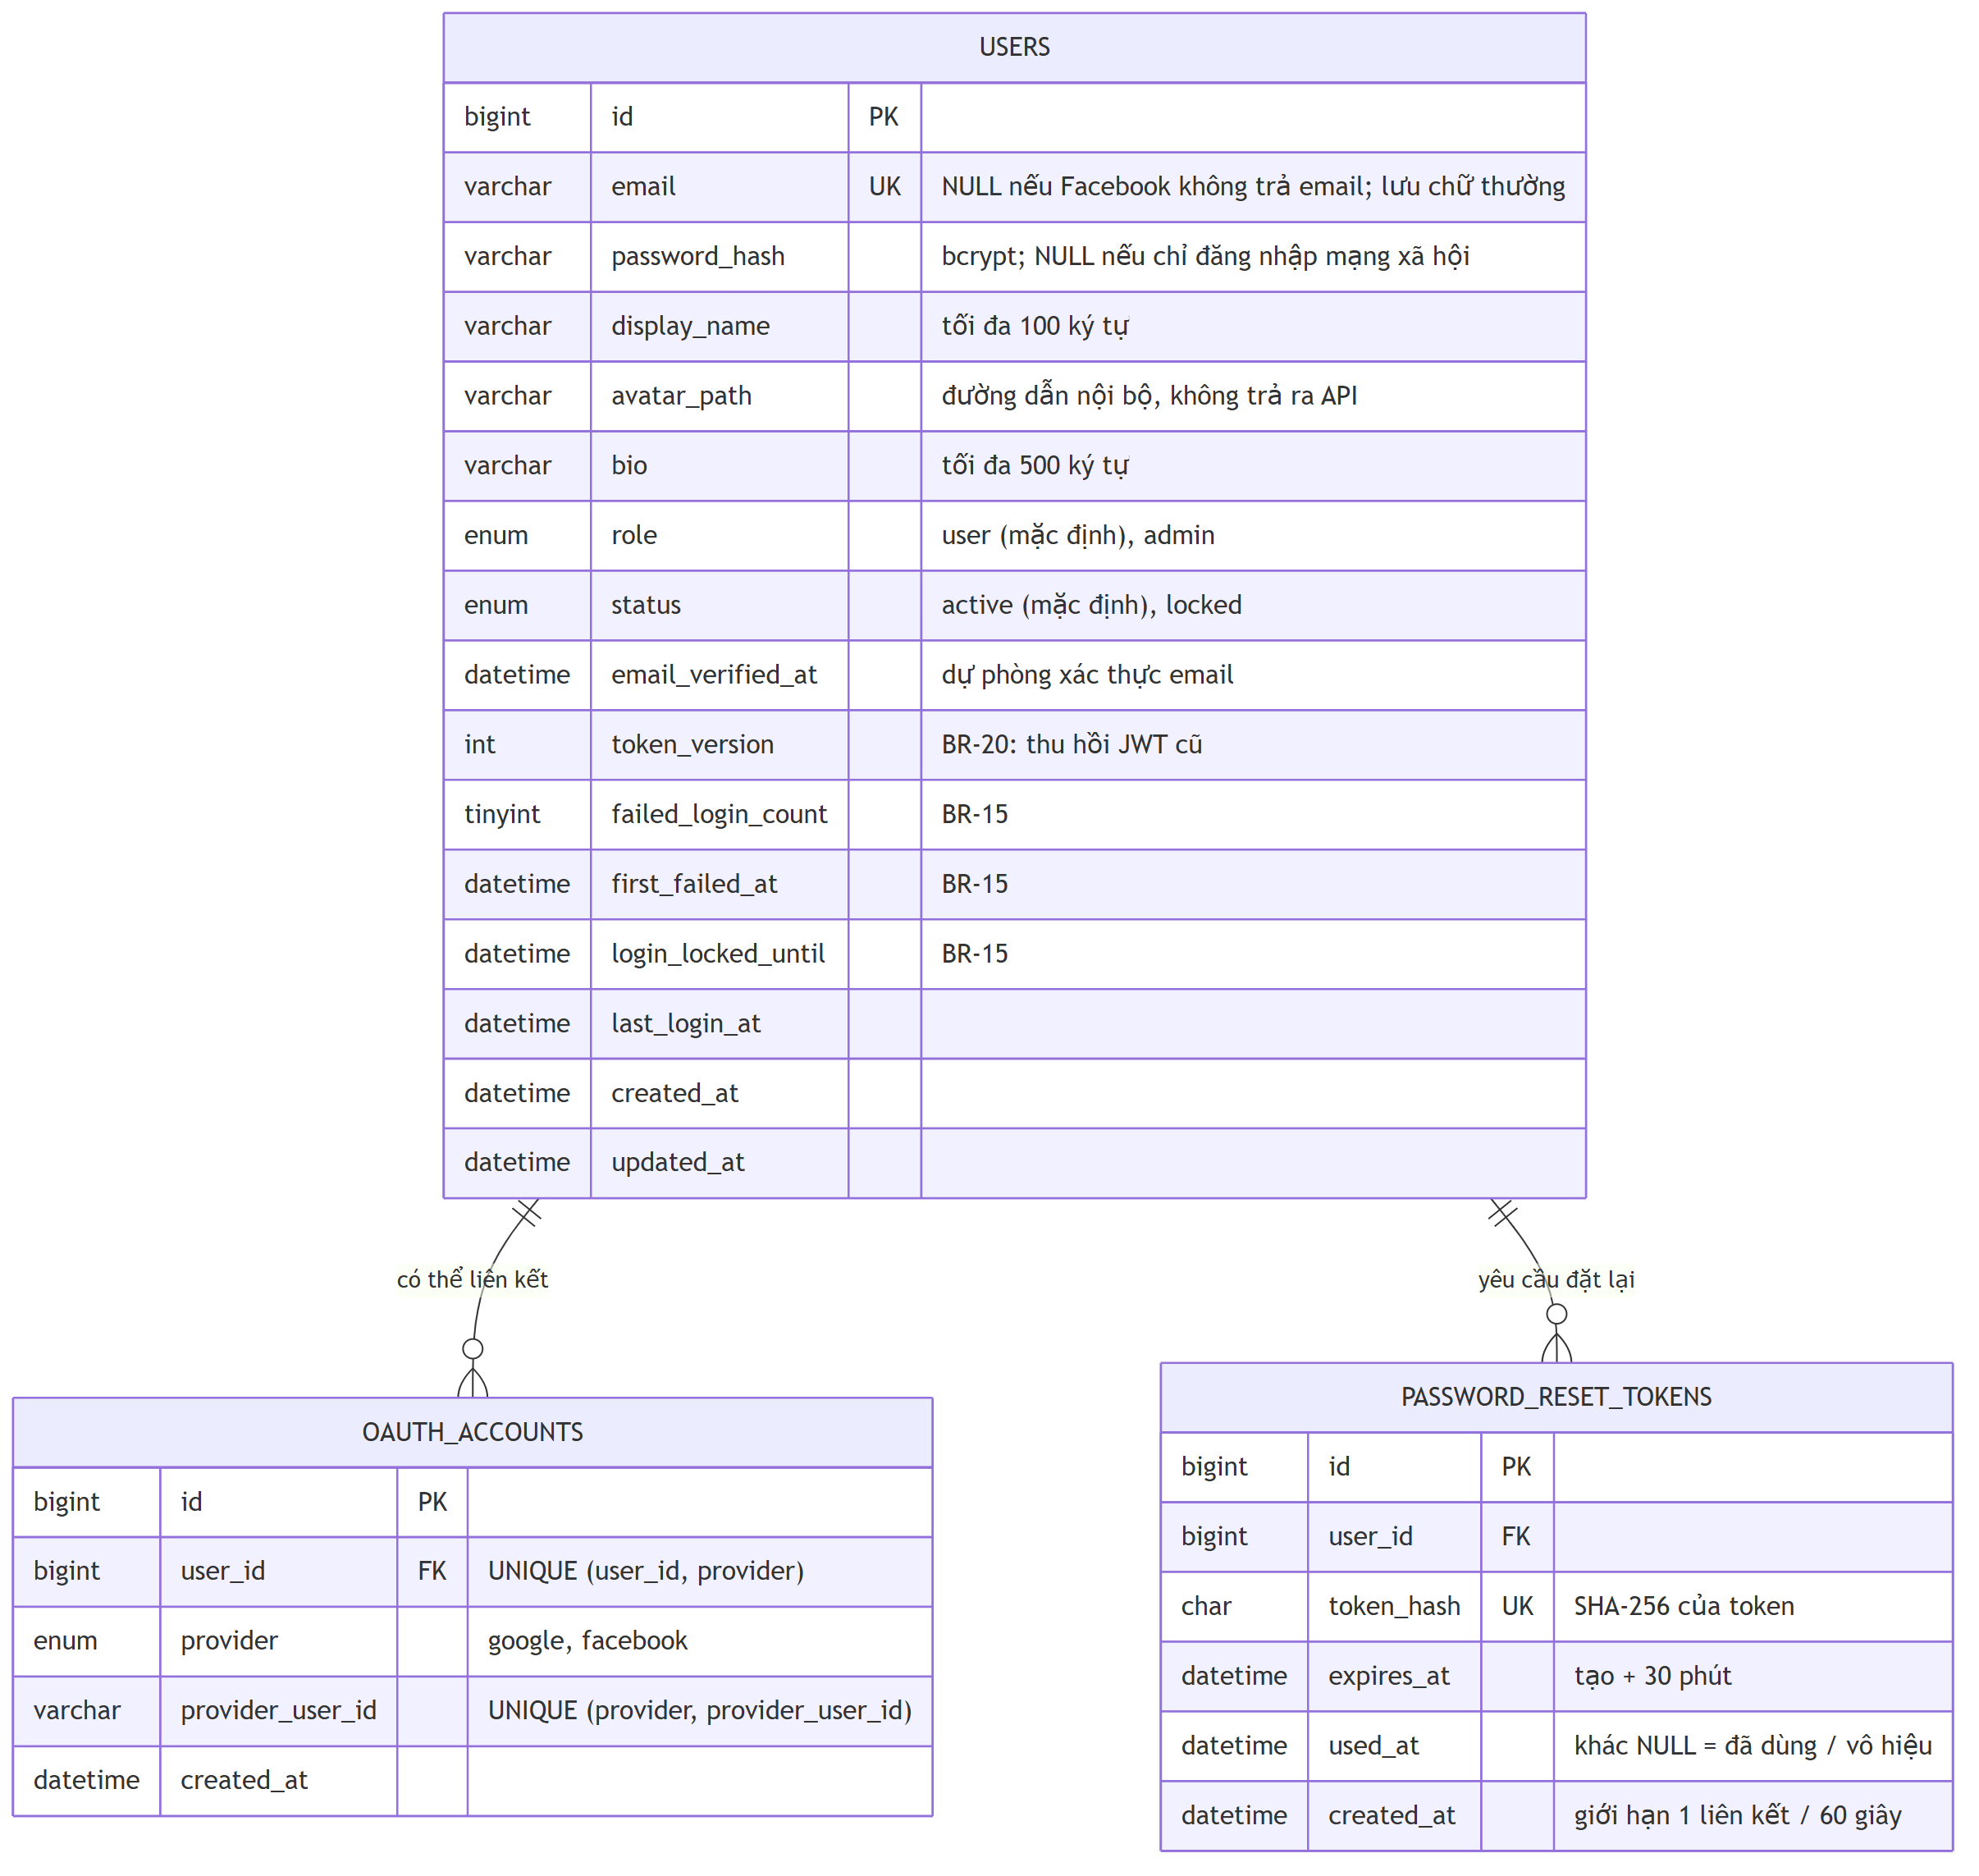 USERS
bigint id PK
varchar email UK NULL nếu Facebook không trả email; lưu chữ thường
varchar password_hash bcrypt; NULL nếu chỉ đăng nhập mạng xã hội
varchar display_name tối đa 100 ký tự
varchar avatar_path đường dẫn nội bộ, không trả ra API
varchar bio tối đa 500 ký tự
enum role user (mặc định), admin
enum status active (mặc định), locked
datetime email_verified_at dự phòng xác thực email
int token_version BR-20: thu hồi JWT cũ
tinyint failed_login_count BR-15
datetime first_failed_at BR-15
datetime login_locked_until BR-15
datetime last_login_at
datetime created_at
datetime updated_at
có thể liên kết
yêu cầu đặt lại
OAUTH_ACCOUNTS
bigint id PK
bigint user_id FK UNIQUE (user_id, provider)
enum provider google, facebook
varchar provider_user_id UNIQUE (provider, provider_user_id)
datetime created_at
PASSWORD_RESET_TOKENS
bigint id PK
bigint user_id FK
char token_hash UK SHA-256 của token
datetime expires_at tạo + 30 phút
datetime used_at khác NULL = đã dùng / vô hiệu
datetime created_at giới hạn 1 liên kết / 60 giây